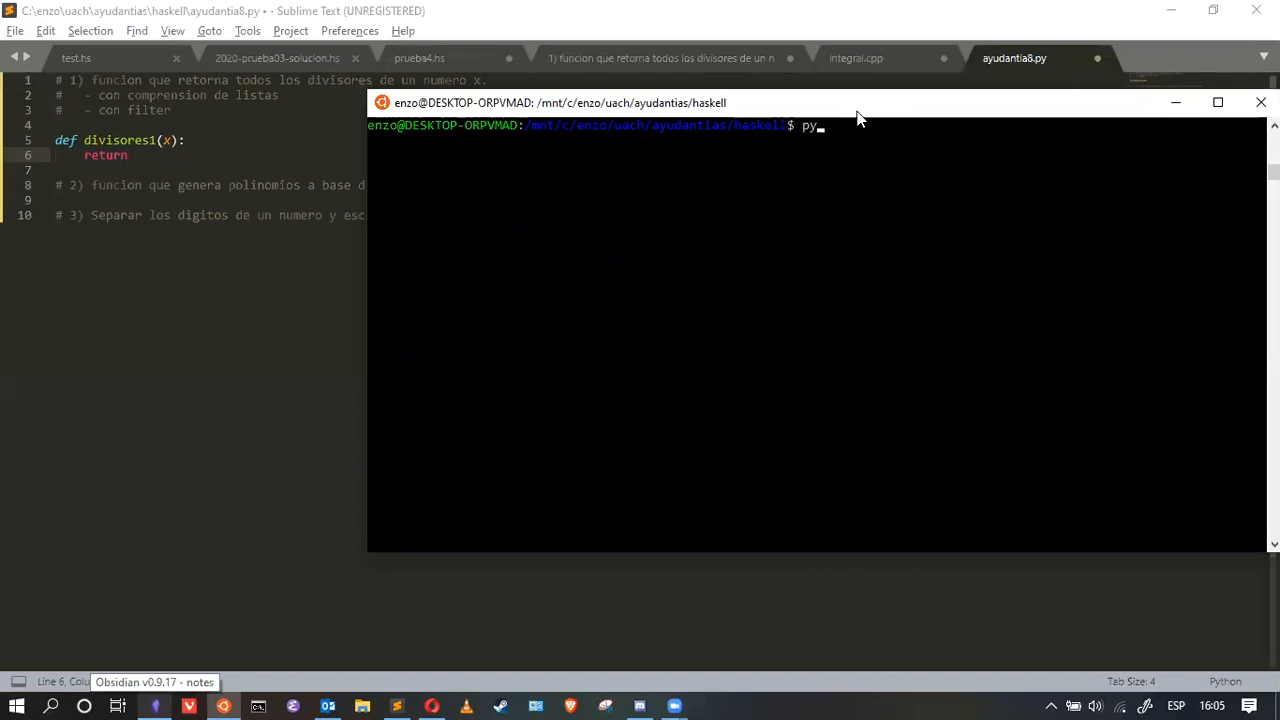 C:\enzo\uach\ayudantias\haskell\ayudantia8.py • - Sublime Text (UNREGISTERED)
File Edit Selection Find View Goto Tools Project Preferences Help
test.hs 2020-prueba03-solucion.hs prueba4.hs 1) funcion que retorna todos los divisores de un n integral.cpp ayudantia8.py
1 # 1) funcion que retorna todos los divisores de un numero x.
2 # - con comprension de listas
3 # - con filter
4
5 def divisores1(x):
6 return
7
8 # 2) funcion que genera polinomios a base d
9
10 # 3) Separar los digitos de un numero y esc
enzo@DESKTOP-ORPVMAD: /mnt/c/enzo/uach/ayudantias/haskell
enzo@DESKTOP-ORPVMAD:/mnt/c/enzo/uach/ayudantias/haskell$ py_
Line 6, Colu
Obsidian v0.9.17 - notes
Tab Size: 4 Python
ESP 16:05